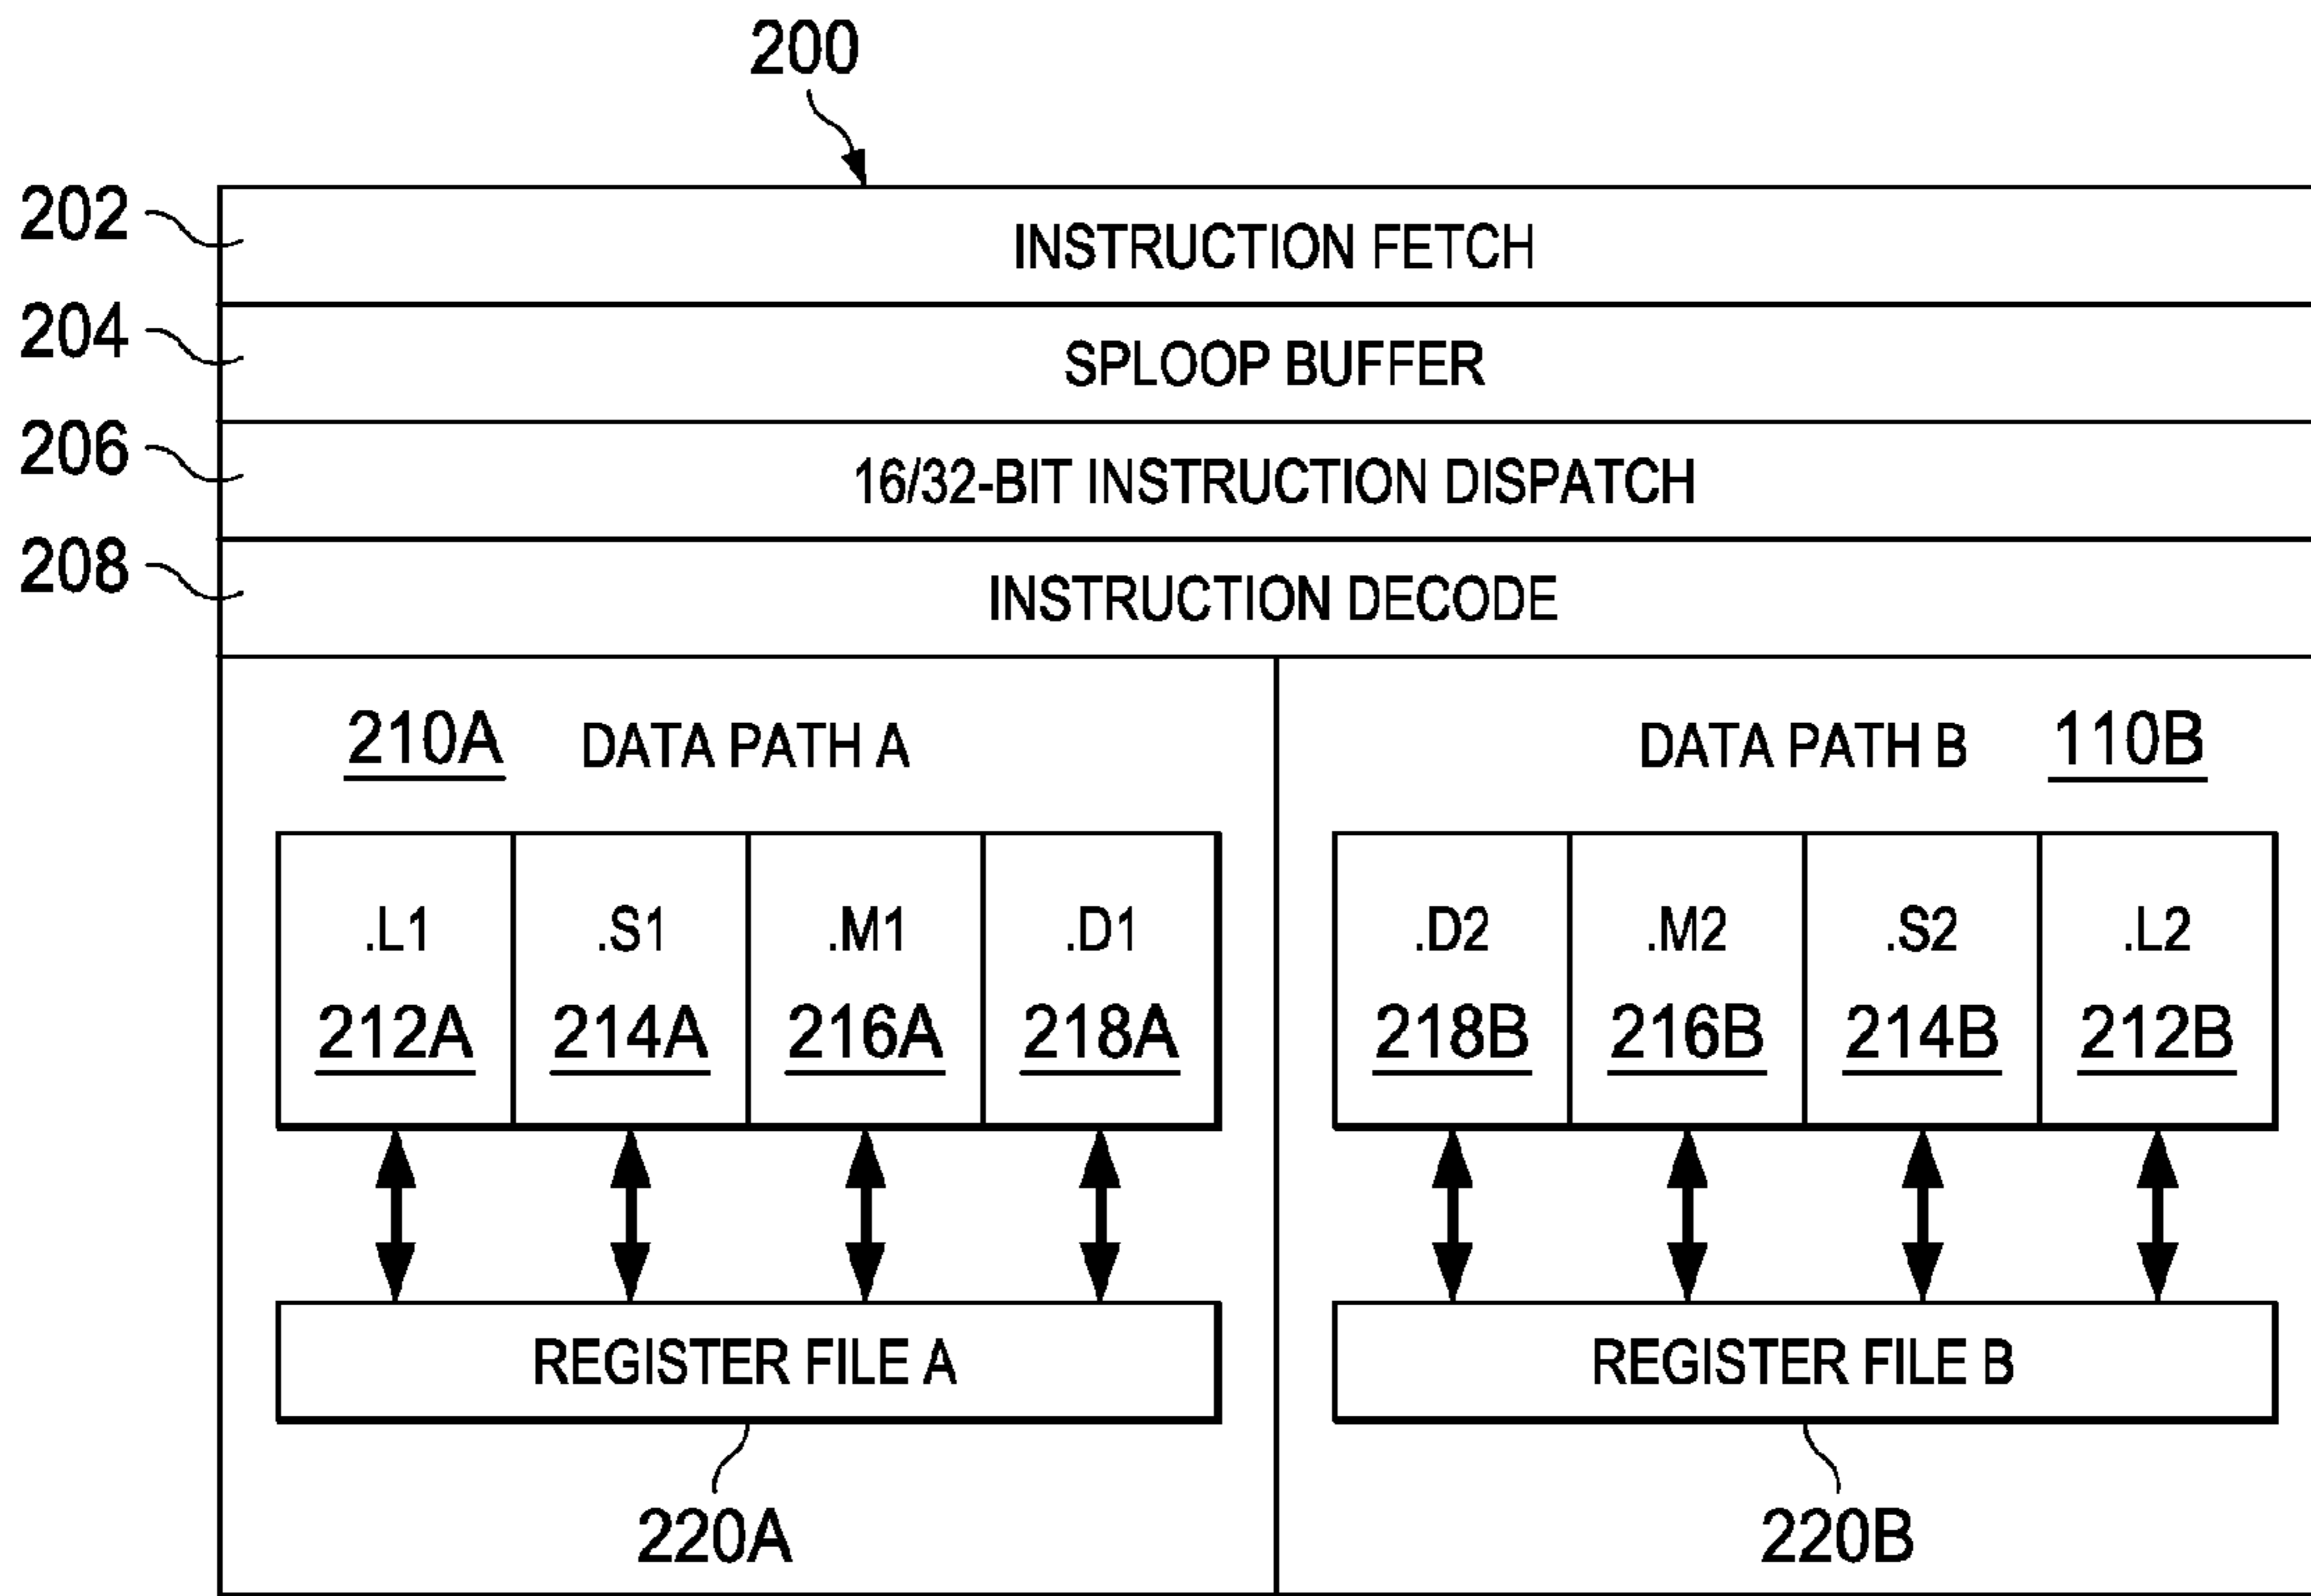 200
202 INSTRUCTION FETCH
204 SPLOOP BUFFER
206 16/32-BIT INSTRUCTION DISPATCH
208 INSTRUCTION DECODE
210A DATA PATH A
DATA PATH B 110B
.L1 .S1 .M1 .D1
212A 214A 216A 218A
.D2 .M2 .S2 .L2
218B 216B 214B 212B
REGISTER FILE A
REGISTER FILE B
220A
220B